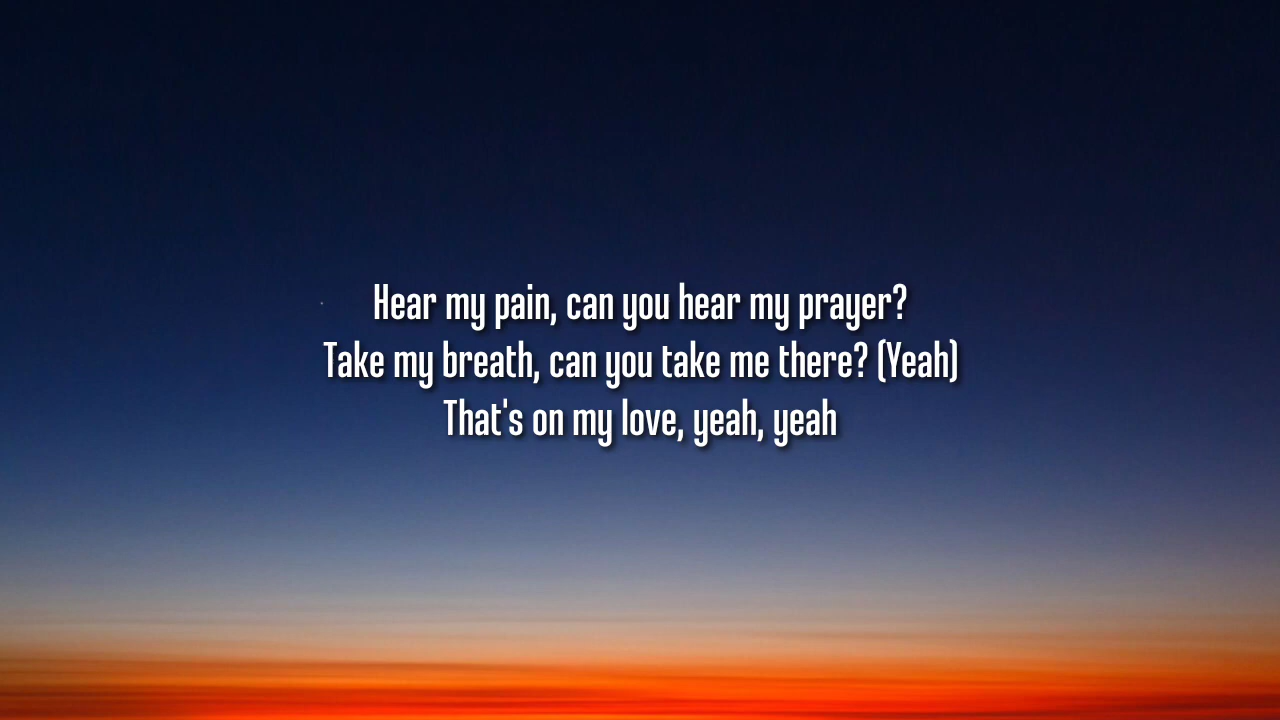 Hear my pain, can you hear my prayer?
Take my breath, can you take me there? (Yeah)
That's on my love, yeah, yeah